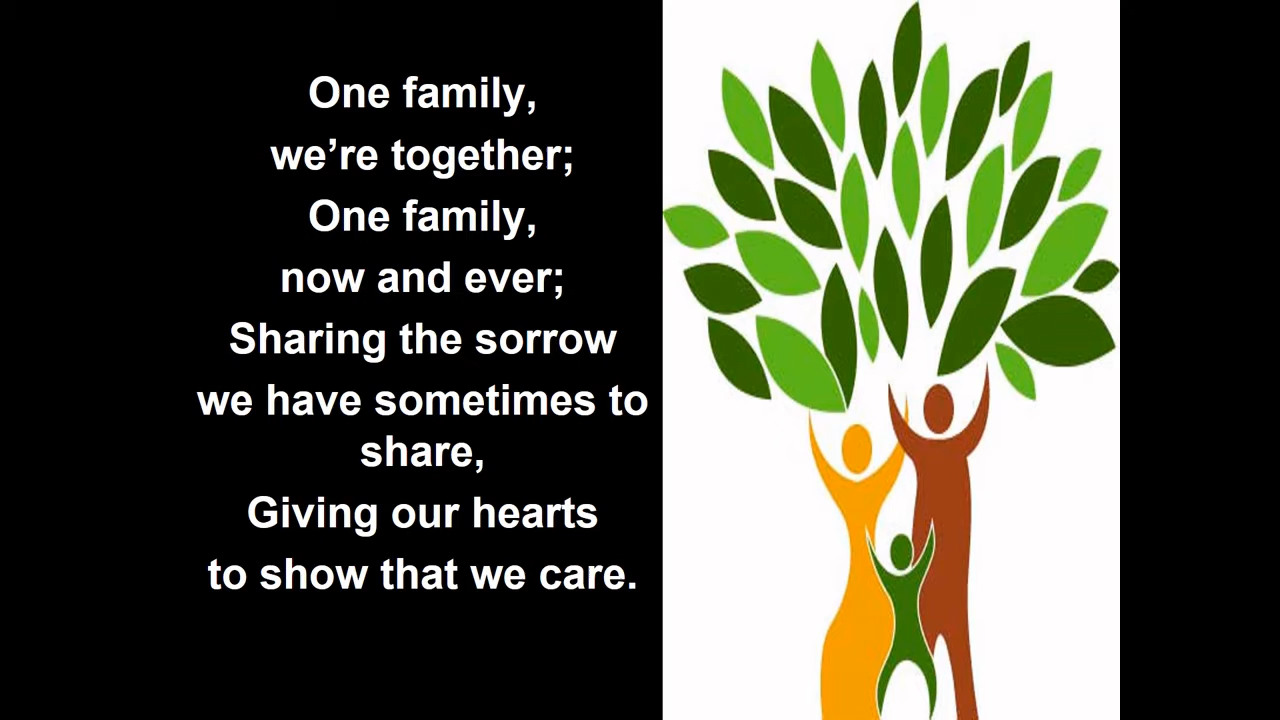 One family,
we’re together;
One family,
now and ever;
Sharing the sorrow
we have sometimes to
share,
Giving our hearts
to show that we care.